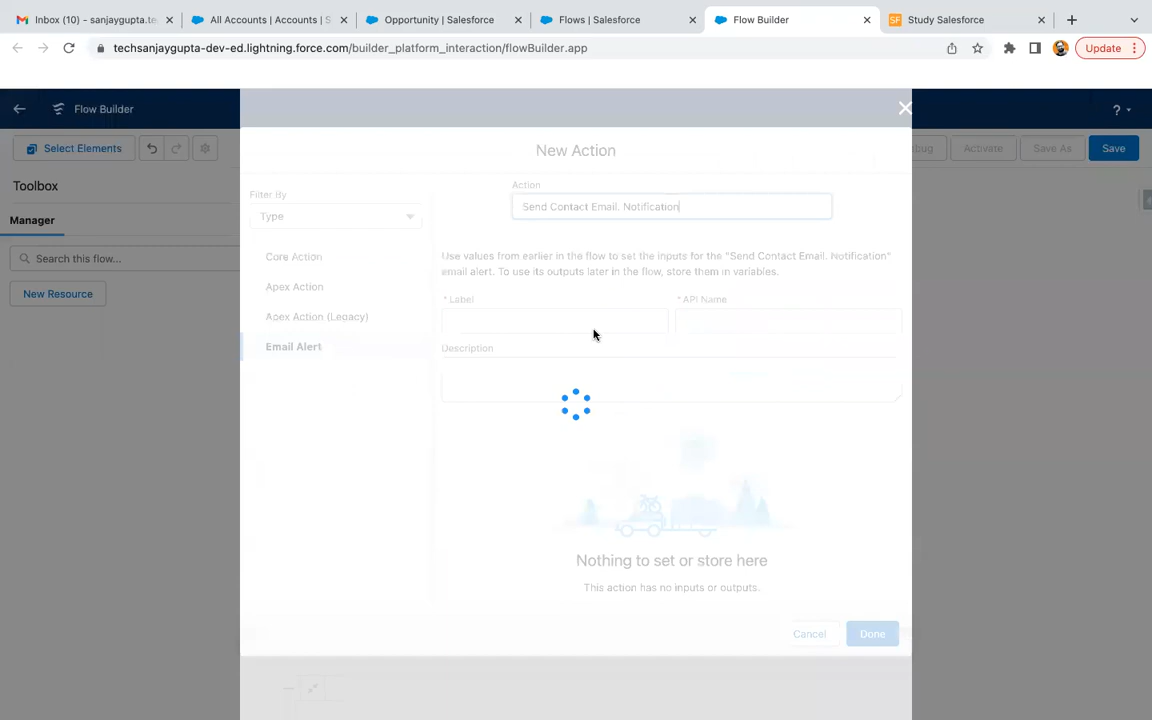 Inbox (10) – sanjaygupta.te
All Accounts | Accounts | S
Opportunity | Salesforce
Flows | Salesforce
Flow Builder
SF Study Salesforce
techsanjaygupta-dev-ed.lightning.force.com/builder_platform_interaction/flowBuilder.app
Update
Flow Builder
?
Select Elements
bug
Activate
Save As
Save
New Action
Toolbox
Manager
Search this flow...
New Resource
Filter By
Type
Core Action
Apex Action
Apex Action (Legacy)
Email Alert
Action
Send Contact Email. Notification
Use values from earlier in the flow to set the inputs for the "Send Contact Email. Notification"
email alert. To use its outputs later in the flow, store them in variables.
* Label
* API Name
Description
Nothing to set or store here
This action has no inputs or outputs.
Cancel
Done